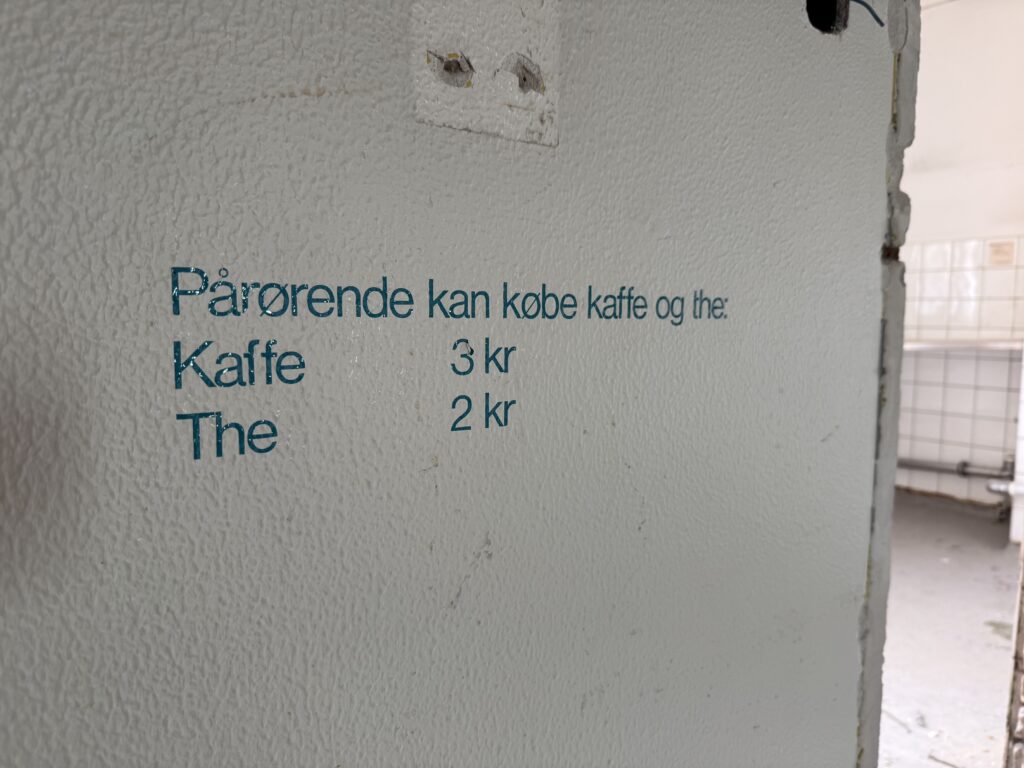 Pårørende kan købe kaffe og the:
Kaffe 3 kr
The 2 kr